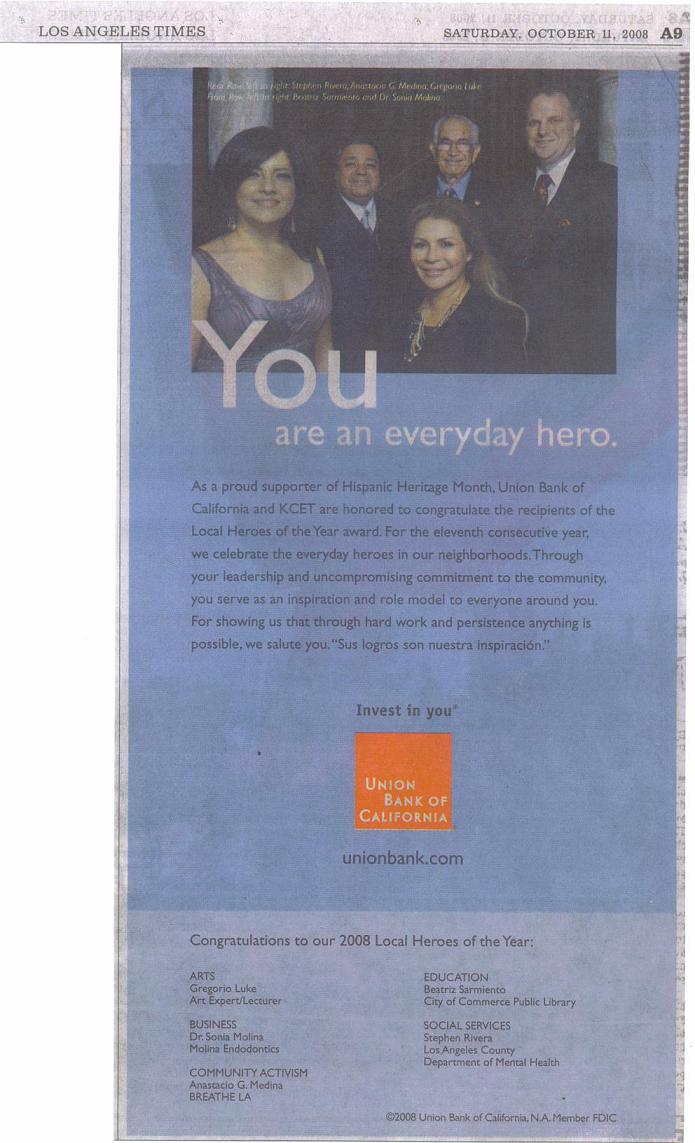 LOS ANGELES TIMES
SATURDAY, OCTOBER 11, 2008 A9
Rear Row, left to right: Stephen Rivera, Anastacio G. Medina, Gregorio Luke
Front Row, left to right: Beatriz Sarmiento and Dr. Sonia Molina
You
are an everyday hero.
As a proud supporter of Hispanic Heritage Month, Union Bank of
California and KCET are honored to congratulate the recipients of the
Local Heroes of the Year award. For the eleventh consecutive year,
we celebrate the everyday heroes in our neighborhoods. Through
your leadership and uncompromising commitment to the community,
you serve as an inspiration and role model to everyone around you.
For showing us that through hard work and persistence anything is
possible, we salute you. “Sus logros son nuestra inspiración.”
Invest in you®
UNION
BANK OF
CALIFORNIA
unionbank.com
Congratulations to our 2008 Local Heroes of the Year:
ARTS
Gregorio Luke
Art Expert/Lecturer
BUSINESS
Dr. Sonia Molina
Molina Endodontics
COMMUNITY ACTIVISM
Anastacio G. Medina
BREATHE LA
EDUCATION
Beatriz Sarmiento
City of Commerce Public Library
SOCIAL SERVICES
Stephen Rivera
Los Angeles County
Department of Mental Health
©2008 Union Bank of California, N.A. Member FDIC